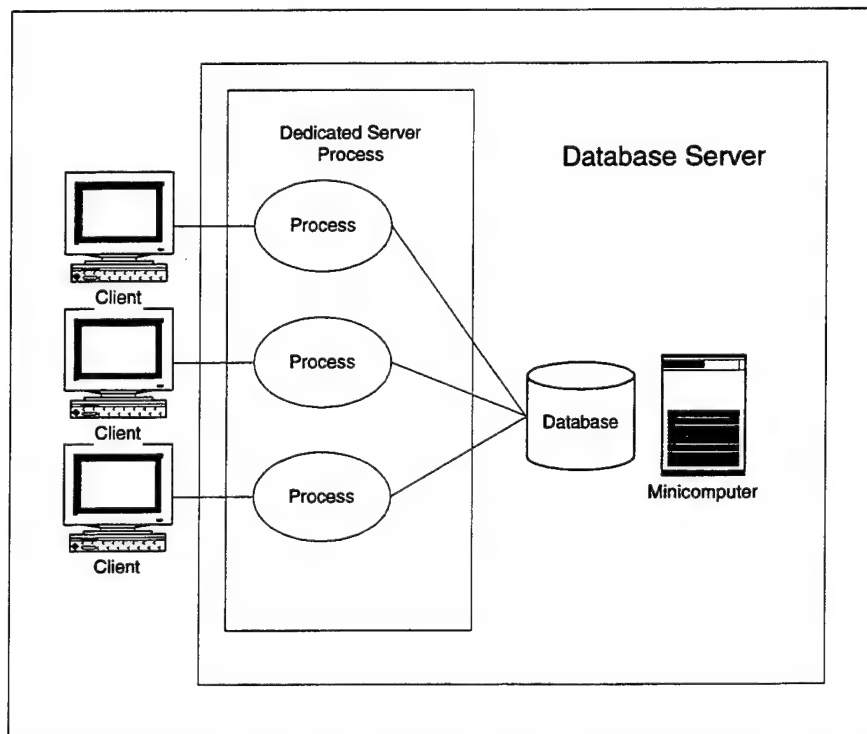 Dedicated Server
Process
Database Server
Process
Client
Process
Client
Process
Client
Database
Minicomputer